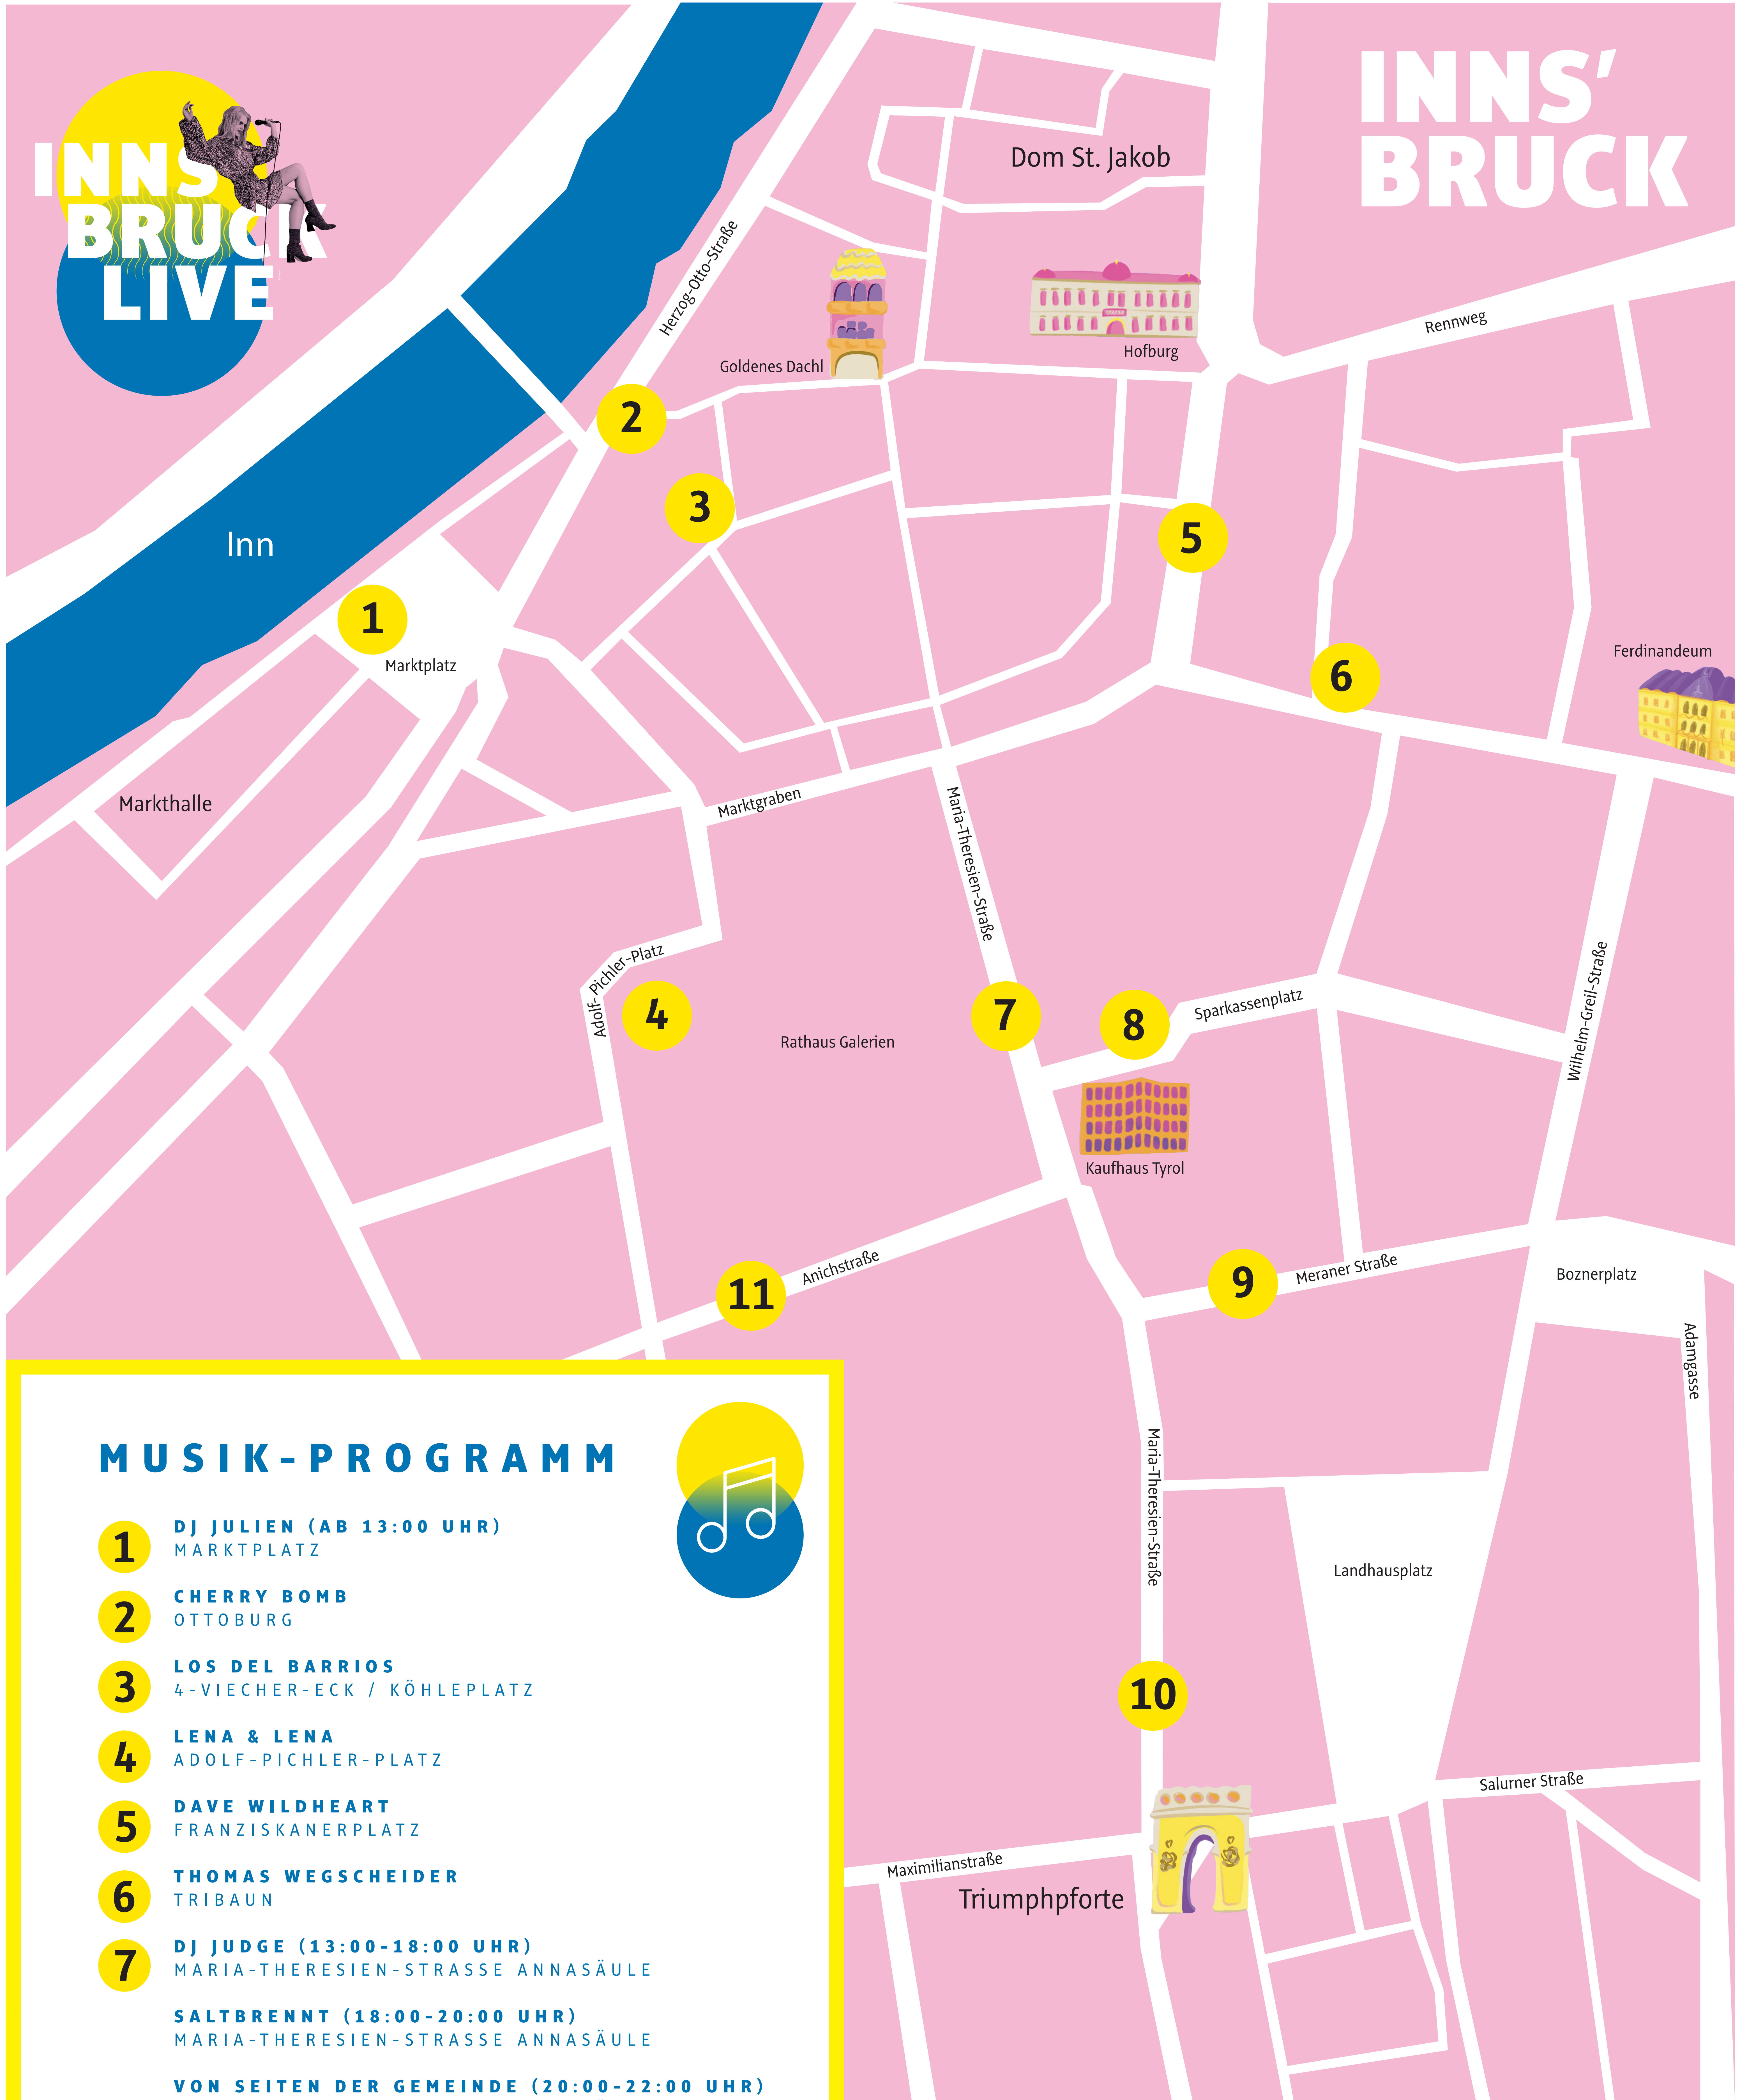 INNS'
BRUCK
LIVE
INNS'
BRUCK
Dom St. Jakob
Herzog-Otto-Straße
Goldenes Dachl
Hofburg
Rennweg
2
3
5
Inn
1
Marktplatz
6
Ferdinandeum
Markthalle
Marktgraben
Maria-Theresien-Straße
Adolf-Pichler-Platz
4
7
8
Sparkassenplatz
Wilhelm-Greil-Straße
Rathaus Galerien
Kaufhaus Tyrol
11
Anichstraße
9
Meraner Straße
Boznerplatz
Adamgasse
Maria-Theresien-Straße
Landhausplatz
10
Salurner Straße
Maximilianstraße
Triumphpforte
MUSIK-PROGRAMM
1
DJ JULIEN (AB 13:00 UHR)
MARKTPLATZ
2
CHERRY BOMB
OTTOBURG
3
LOS DEL BARRIOS
4-VIECHER-ECK / KÖHLEPLATZ
4
LENA & LENA
ADOLF-PICHLER-PLATZ
5
DAVE WILDHEART
FRANZISKANERPLATZ
6
THOMAS WEGSCHEIDER
TRIBAUN
7
DJ JUDGE (13:00-18:00 UHR)
MARIA-THERESIEN-STRASSE ANNASÄULE
SALTBRENNT (18:00-20:00 UHR)
MARIA-THERESIEN-STRASSE ANNASÄULE
VON SEITEN DER GEMEINDE (20:00-22:00 UHR)